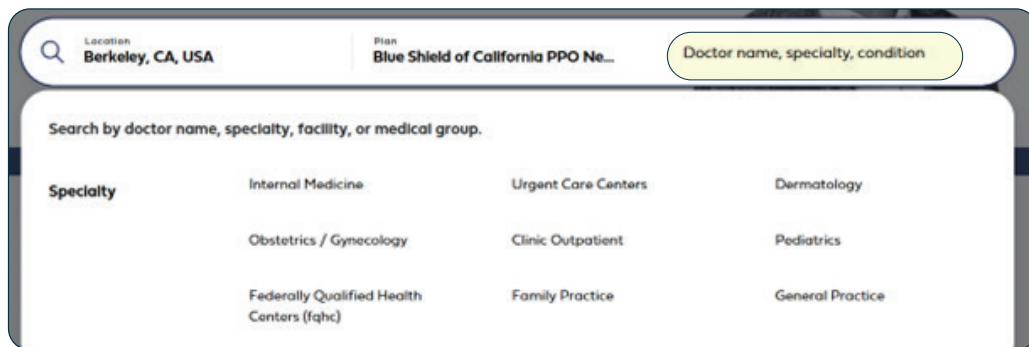 Location
Berkeley, CA, USA
Plan
Blue Shield of California PPO Ne...
Doctor name, specialty, condition
Search by doctor name, specialty, facility, or medical group.
Specialty
Internal Medicine
Urgent Care Centers
Dermatology
Obstetrics / Gynecology
Clinic Outpatient
Pediatrics
Federally Qualified Health
Centers (fqhc)
Family Practice
General Practice